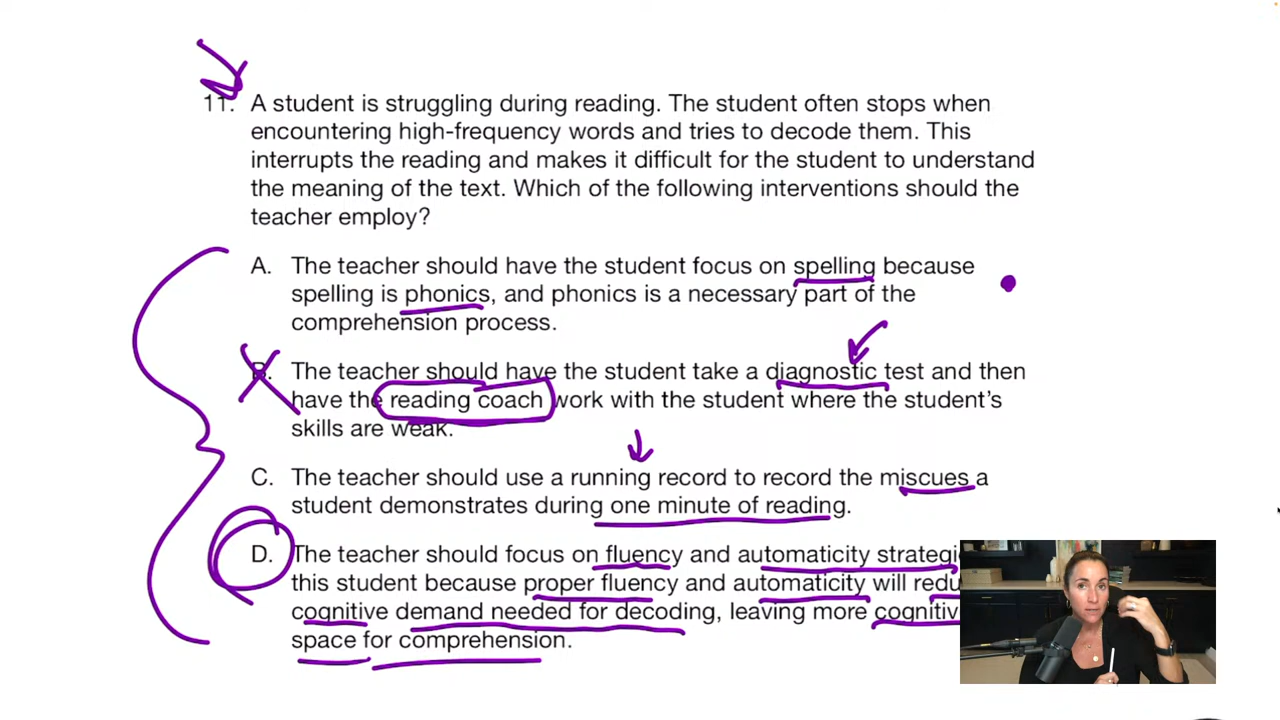 11. A student is struggling during reading. The student often stops when
encountering high-frequency words and tries to decode them. This
interrupts the reading and makes it difficult for the student to understand
the meaning of the text. Which of the following interventions should the
teacher employ?
A. The teacher should have the student focus on spelling because
spelling is phonics, and phonics is a necessary part of the
comprehension process.
B. The teacher should have the student take a diagnostic test and then
have the reading coach work with the student where the student's
skills are weak.
C. The teacher should use a running record to record the miscues a
student demonstrates during one minute of reading.
D. The teacher should focus on fluency and automaticity
this student because proper fluency and automaticity will
cognitive demand needed for decoding, leaving more
space for comprehension.